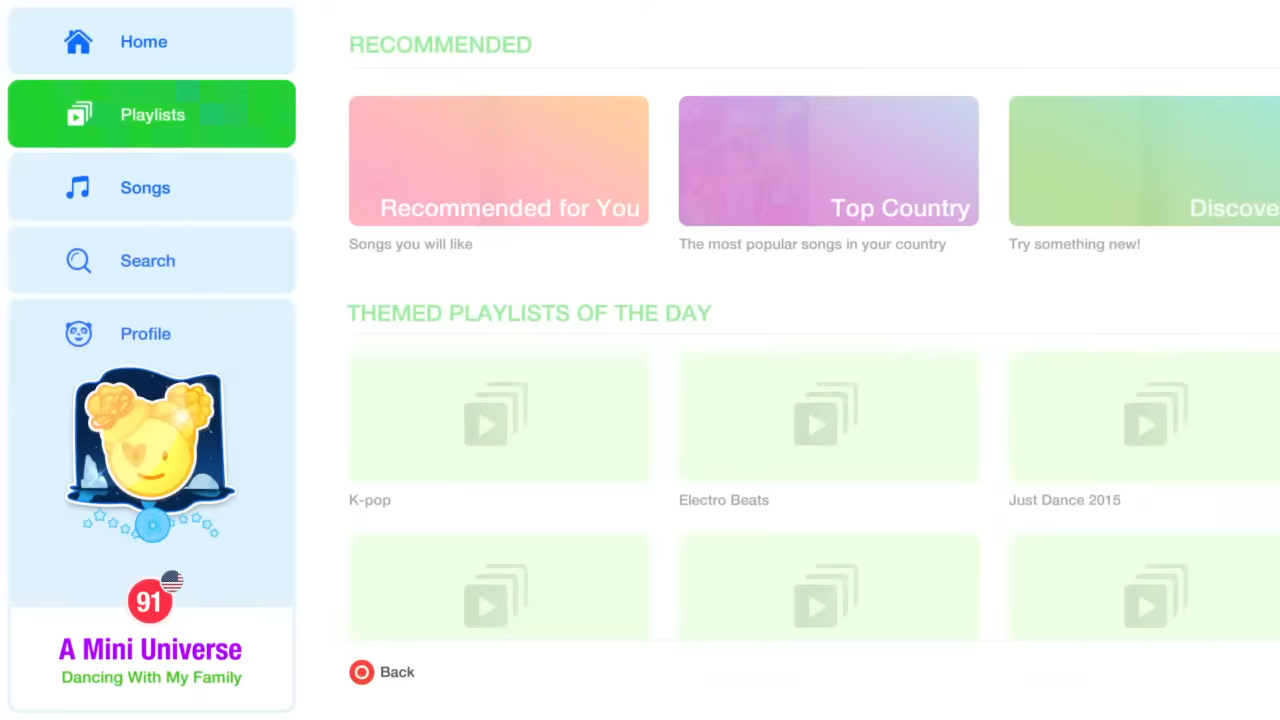 Home
Playlists
Songs
Search
Profile
91
A Mini Universe
Dancing With My Family
RECOMMENDED
Recommended for You
Songs you will like
Top Country
The most popular songs in your country
Discove
Try something new!
THEMED PLAYLISTS OF THE DAY
K-pop
Electro Beats
Just Dance 2015
Back